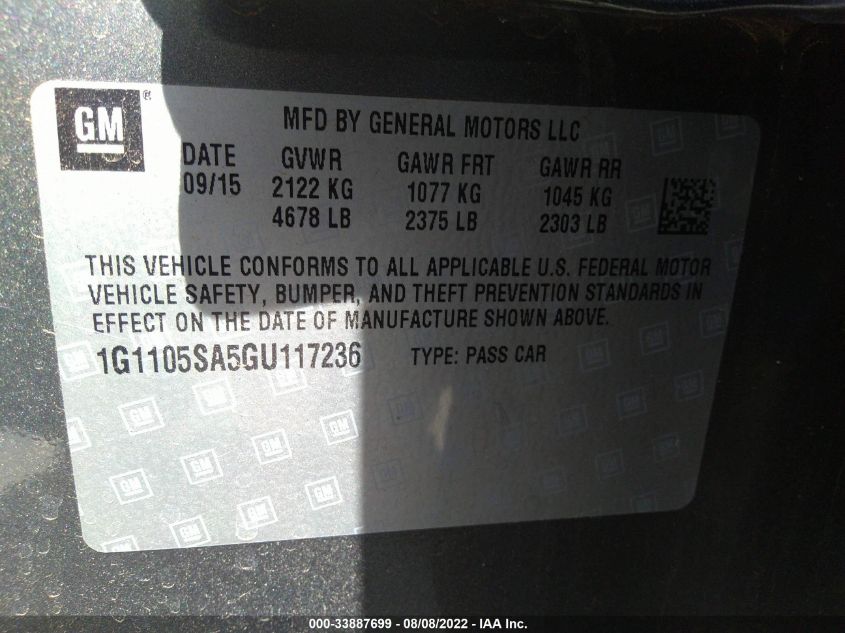 GM ®
MFD BY GENERAL MOTORS LLC
DATE GVWR GAWR FRT GAWR RR
09/15 2122 KG 1077 KG 1045 KG
4678 LB 2375 LB 2303 LB
THIS VEHICLE CONFORMS TO ALL APPLICABLE U.S. FEDERAL MOTOR
VEHICLE SAFETY, BUMPER, AND THEFT PREVENTION STANDARDS IN
EFFECT ON THE DATE OF MANUFACTURE SHOWN ABOVE.
1G1105SA5GU117236 TYPE: PASS CAR
000-33887699 - 08/08/2022 - IAA Inc.